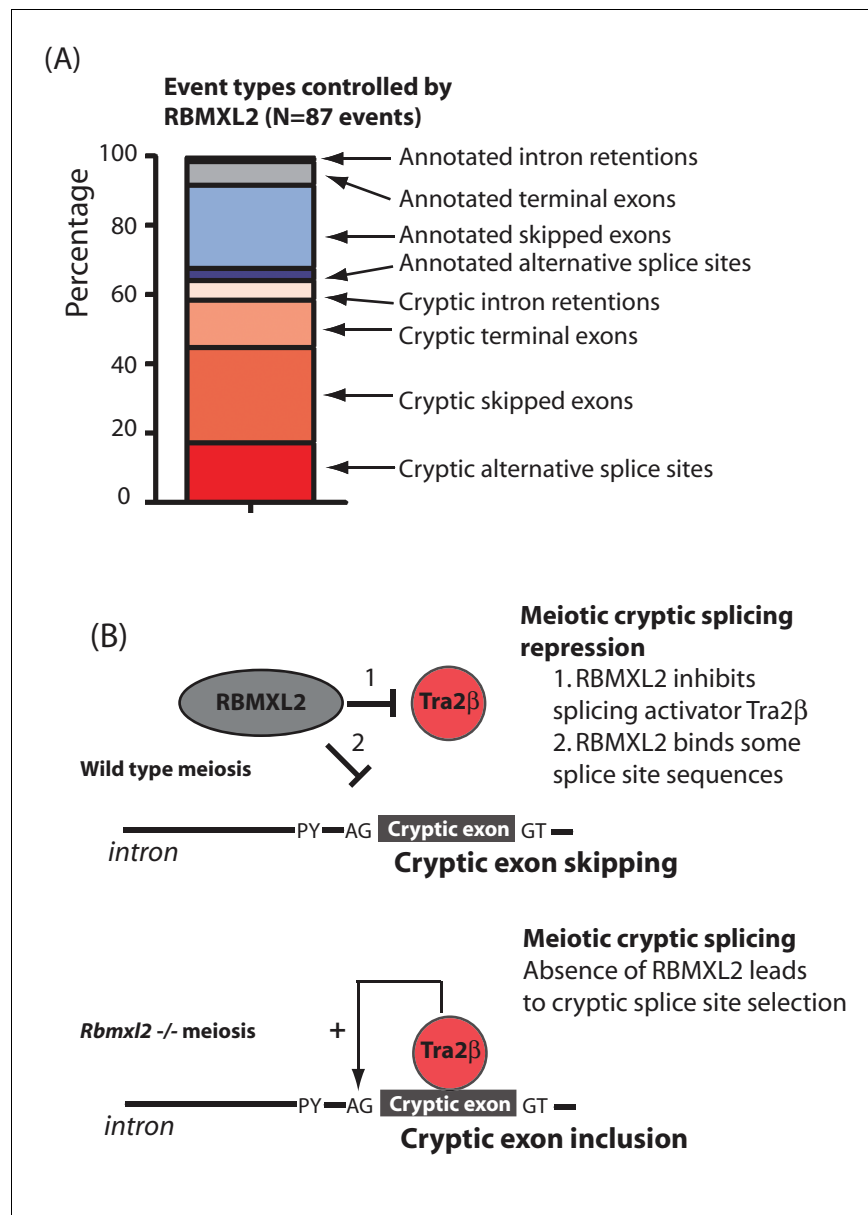 (A)
Event types controlled by
RBMXL2 (N=87 events)
Percentage
100
80
60
40
20
0
Annotated intron retentions
Annotated terminal exons
Annotated skipped exons
Annotated alternative splice sites
Cryptic intron retentions
Cryptic terminal exons
Cryptic skipped exons
Cryptic alternative splice sites
(B)
Meiotic cryptic splicing
repression
1. RBMXL2 inhibits
splicing activator Tra2β
2. RBMXL2 binds some
splice site sequences
RBMXL2
1
Tra2β
2
Wild type meiosis
PY AG Cryptic exon GT
intron
Cryptic exon skipping
Meiotic cryptic splicing
Absence of RBMXL2 leads
to cryptic splice site selection
Rbmxl2 -/- meiosis
+
Tra2β
PY AG Cryptic exon GT
intron
Cryptic exon inclusion